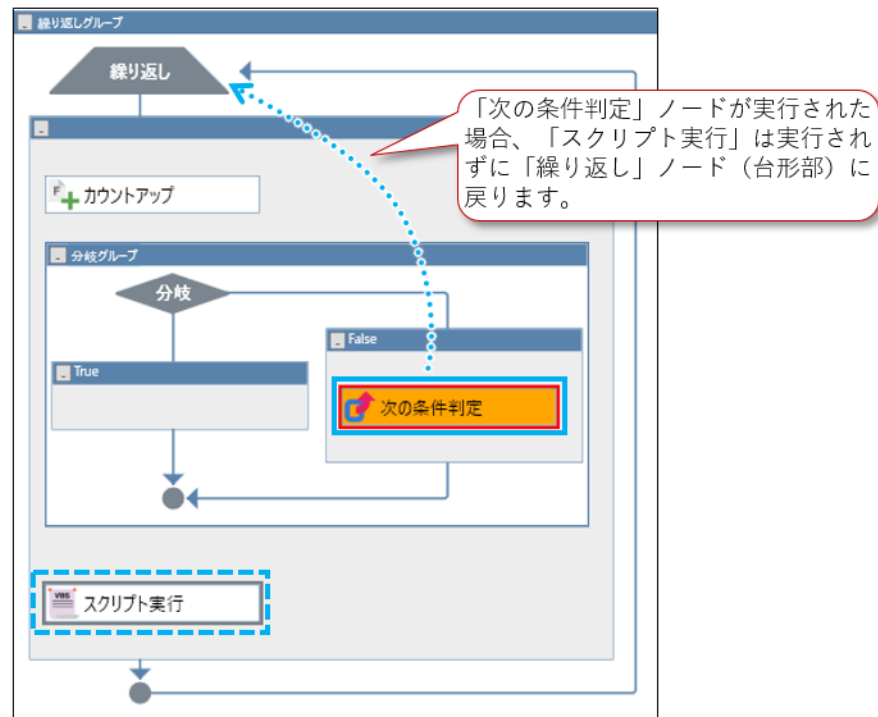 繰り返しグループ
繰り返し
「次の条件判定」ノードが実行された
場合、「スクリプト実行」は実行され
ずに「繰り返し」ノード（台形部）に
戻ります。
F
カウントアップ
分岐グループ
分岐
False
True
次の条件判定
VBS
スクリプト実行